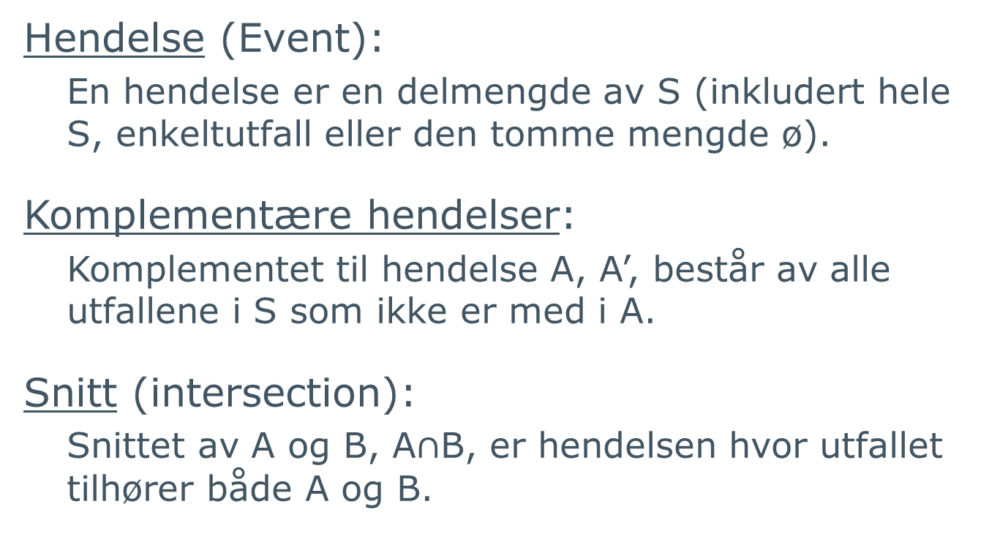 Hendelse (Event):
En hendelse er en delmengde av S (inkludert hele
S, enkeltutfall eller den tomme mengde ø).
Komplementære hendelser:
Komplementet til hendelse A, A’, består av alle
utfallene i S som ikke er med i A.
Snitt (intersection):
Snittet av A og B, A∩B, er hendelsen hvor utfallet
tilhører både A og B.